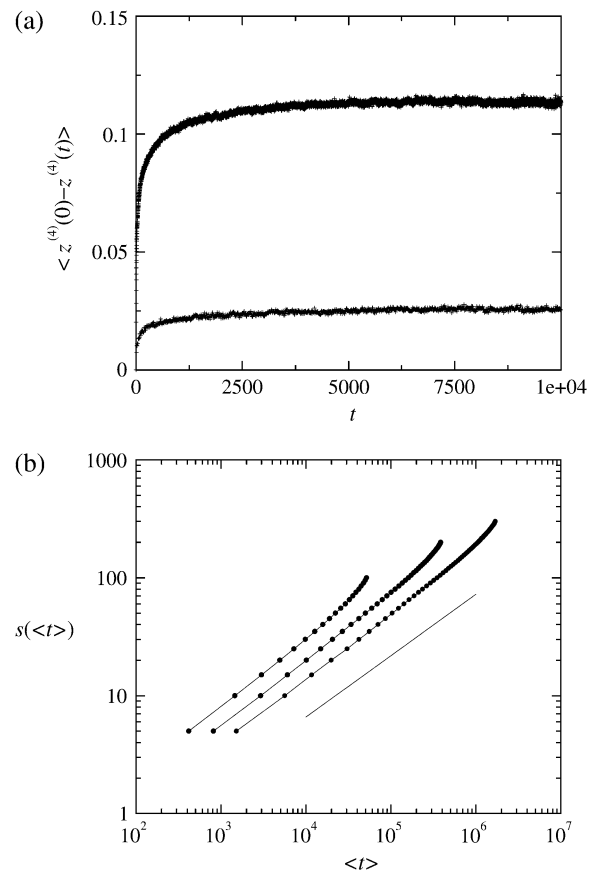 (a)
0.15
0.1
0.05
0
< z^(4)(0)−z^(4)(t)>
0 2500 5000 7500 1e+04
t
(b)
1000
100
10
1
s(<t>)
10^2 10^3 10^4 10^5 10^6 10^7
<t>